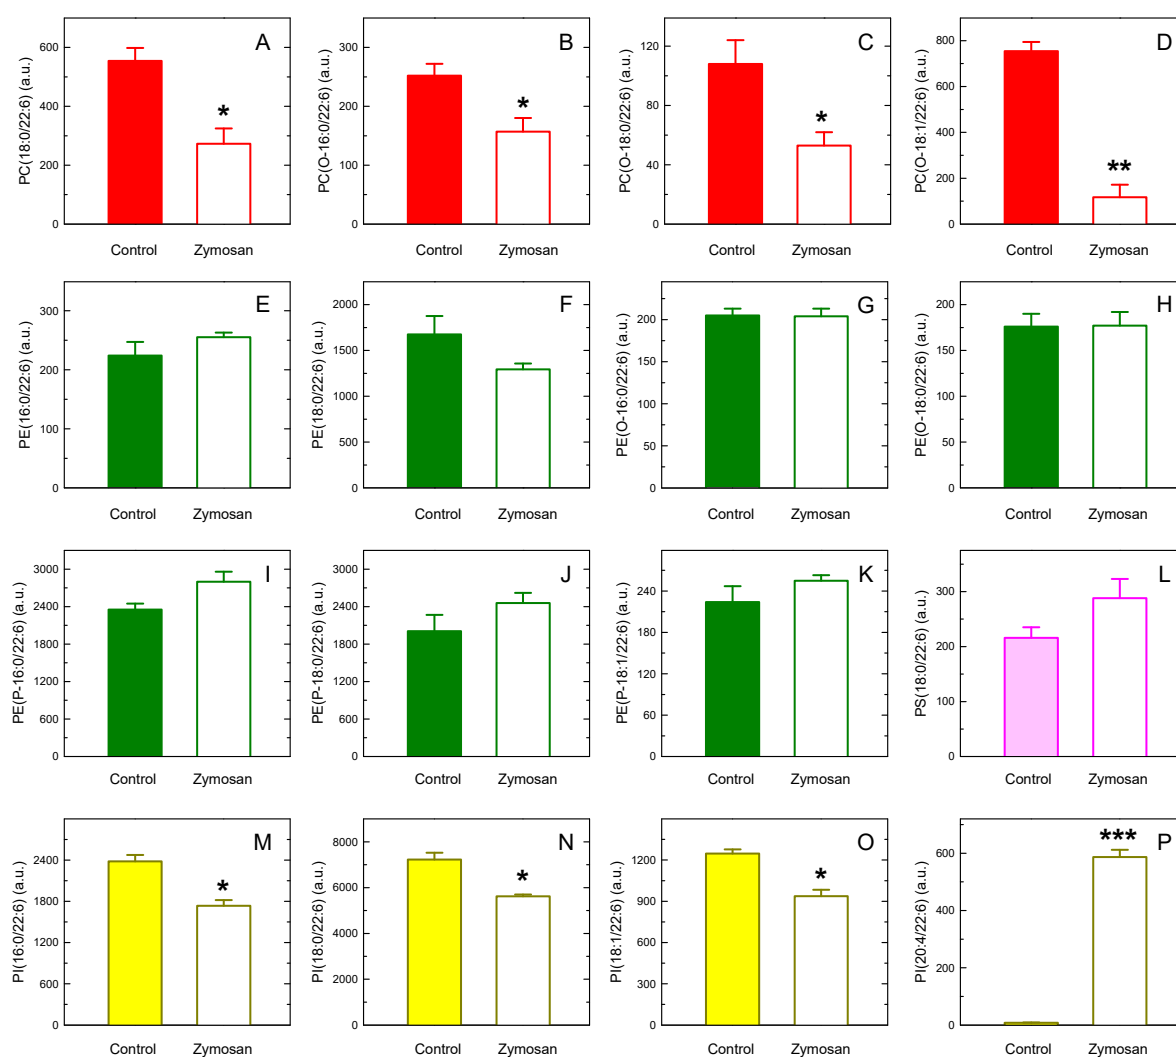 A
PC(18:0/22:6) (a.u.)
600
400
200
0
*
Control Zymosan
B
PC(O-16:0/22:6) (a.u.)
300
200
100
0
*
Control Zymosan
C
PC(O-18:0/22:6) (a.u.)
120
80
40
0
*
Control Zymosan
D
PC(O-18:1/22:6) (a.u.)
800
600
400
200
0
**
Control Zymosan
E
PE(16:0/22:6) (a.u.)
300
200
100
0
Control Zymosan
F
PE(18:0/22:6) (a.u.)
2000
1500
1000
500
0
Control Zymosan
G
PE(O-16:0/22:6) (a.u.)
200
150
100
50
0
Control Zymosan
H
PE(O-18:0/22:6) (a.u.)
200
150
100
50
0
Control Zymosan
I
PE(P-16:0/22:6) (a.u.)
3000
2400
1800
1200
600
0
Control Zymosan
J
PE(P-18:0/22:6) (a.u.)
3000
2400
1800
1200
600
0
Control Zymosan
K
PE(P-18:1/22:6) (a.u.)
240
180
120
60
0
Control Zymosan
L
PS(18:0/22:6) (a.u.)
300
200
100
0
Control Zymosan
M
PI(16:0/22:6) (a.u.)
2400
1800
1200
600
0
*
Control Zymosan
N
PI(18:0/22:6) (a.u.)
8000
6000
4000
2000
0
*
Control Zymosan
O
PI(18:1/22:6) (a.u.)
1200
900
600
300
0
*
Control Zymosan
P
PI(20:4/22:6) (a.u.)
600
400
200
0
***
Control Zymosan